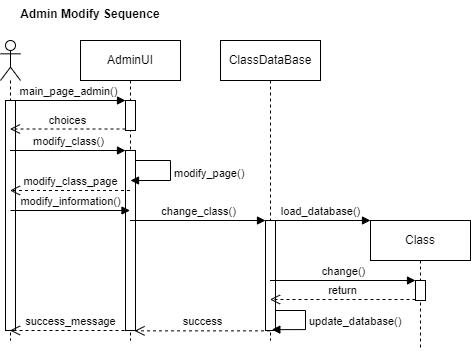 Admin Modify Sequence
AdminUI
ClassDataBase
main_page_admin()
choices
modify_class()
modify_page()
modify_class_page
modify_information()
change_class()
load_database()
Class
change()
return
success_message
success
update_database()